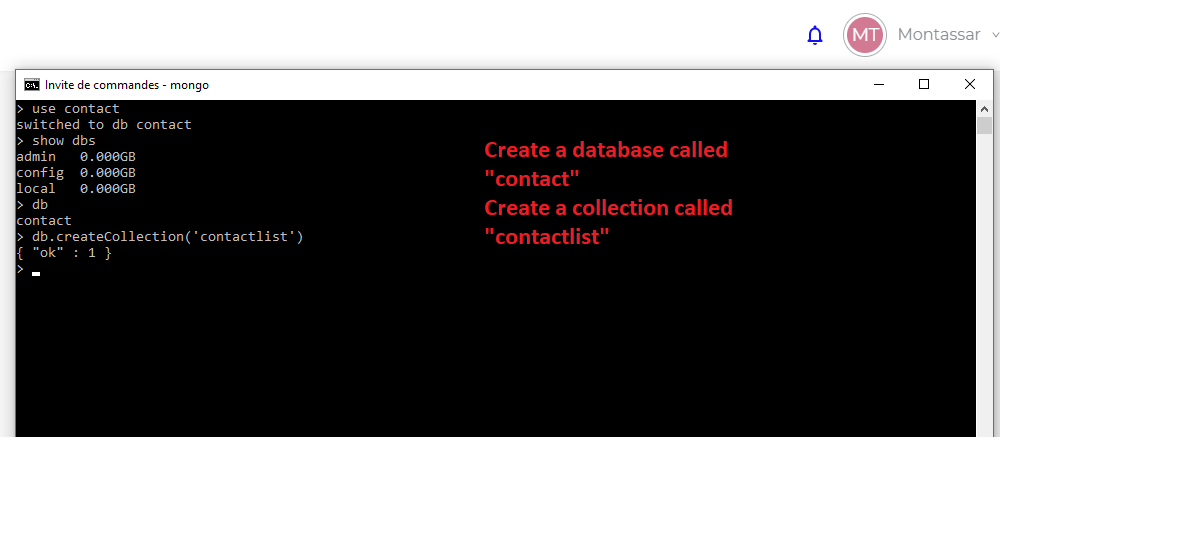 MT Montassar
Invite de commandes - mongo
> use contact
switched to db contact
> show dbs
admin   0.000GB
config  0.000GB
local   0.000GB
> db
contact
> db.createCollection('contactlist')
{ "ok" : 1 }
>
Create a database called
"contact"
Create a collection called
"contactlist"